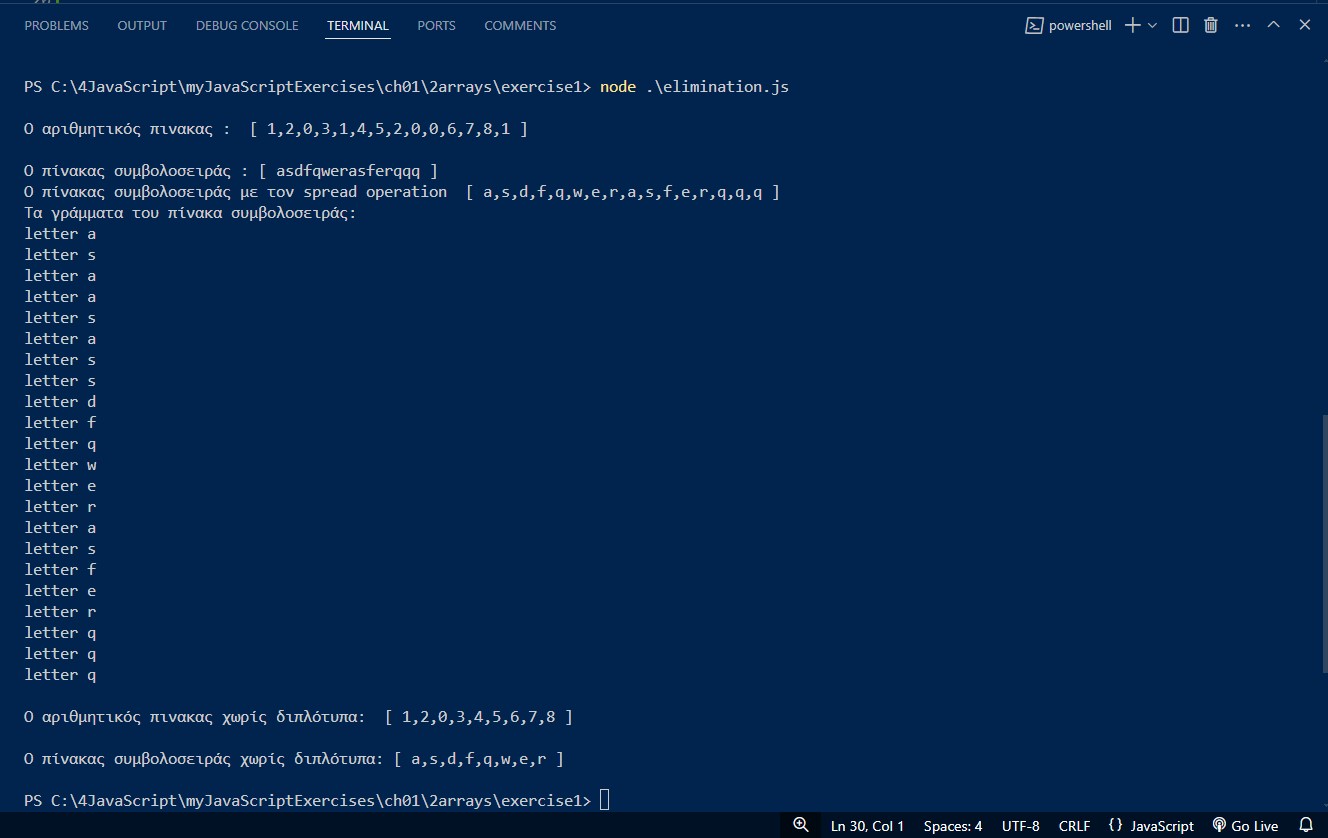 PROBLEMS OUTPUT DEBUG CONSOLE TERMINAL PORTS COMMENTS powershell
PS C:\4JavaScript\myJavaScriptExercises\ch01\2arrays\exercise1> node .\elimination.js
Ο αριθμητικός πινακας :  [ 1,2,0,3,1,4,5,2,0,0,6,7,8,1 ]
Ο πίνακας συμβολοσειράς : [ asdfqwerasferqqq ]
Ο πίνακας συμβολοσειράς με τον spread operation  [ a,s,d,f,q,w,e,r,a,s,f,e,r,q,q,q ]
Τα γράμματα του πίνακα συμβολοσειράς:
letter a
letter s
letter a
letter a
letter s
letter a
letter s
letter s
letter d
letter f
letter q
letter w
letter e
letter r
letter a
letter s
letter f
letter e
letter r
letter q
letter q
letter q
Ο αριθμητικός πινακας χωρίς διπλότυπα:  [ 1,2,0,3,4,5,6,7,8 ]
Ο πίνακας συμβολοσειράς χωρίς διπλότυπα: [ a,s,d,f,q,w,e,r ]
PS C:\4JavaScript\myJavaScriptExercises\ch01\2arrays\exercise1>
Ln 30, Col 1 Spaces: 4 UTF-8 CRLF {} JavaScript Go Live